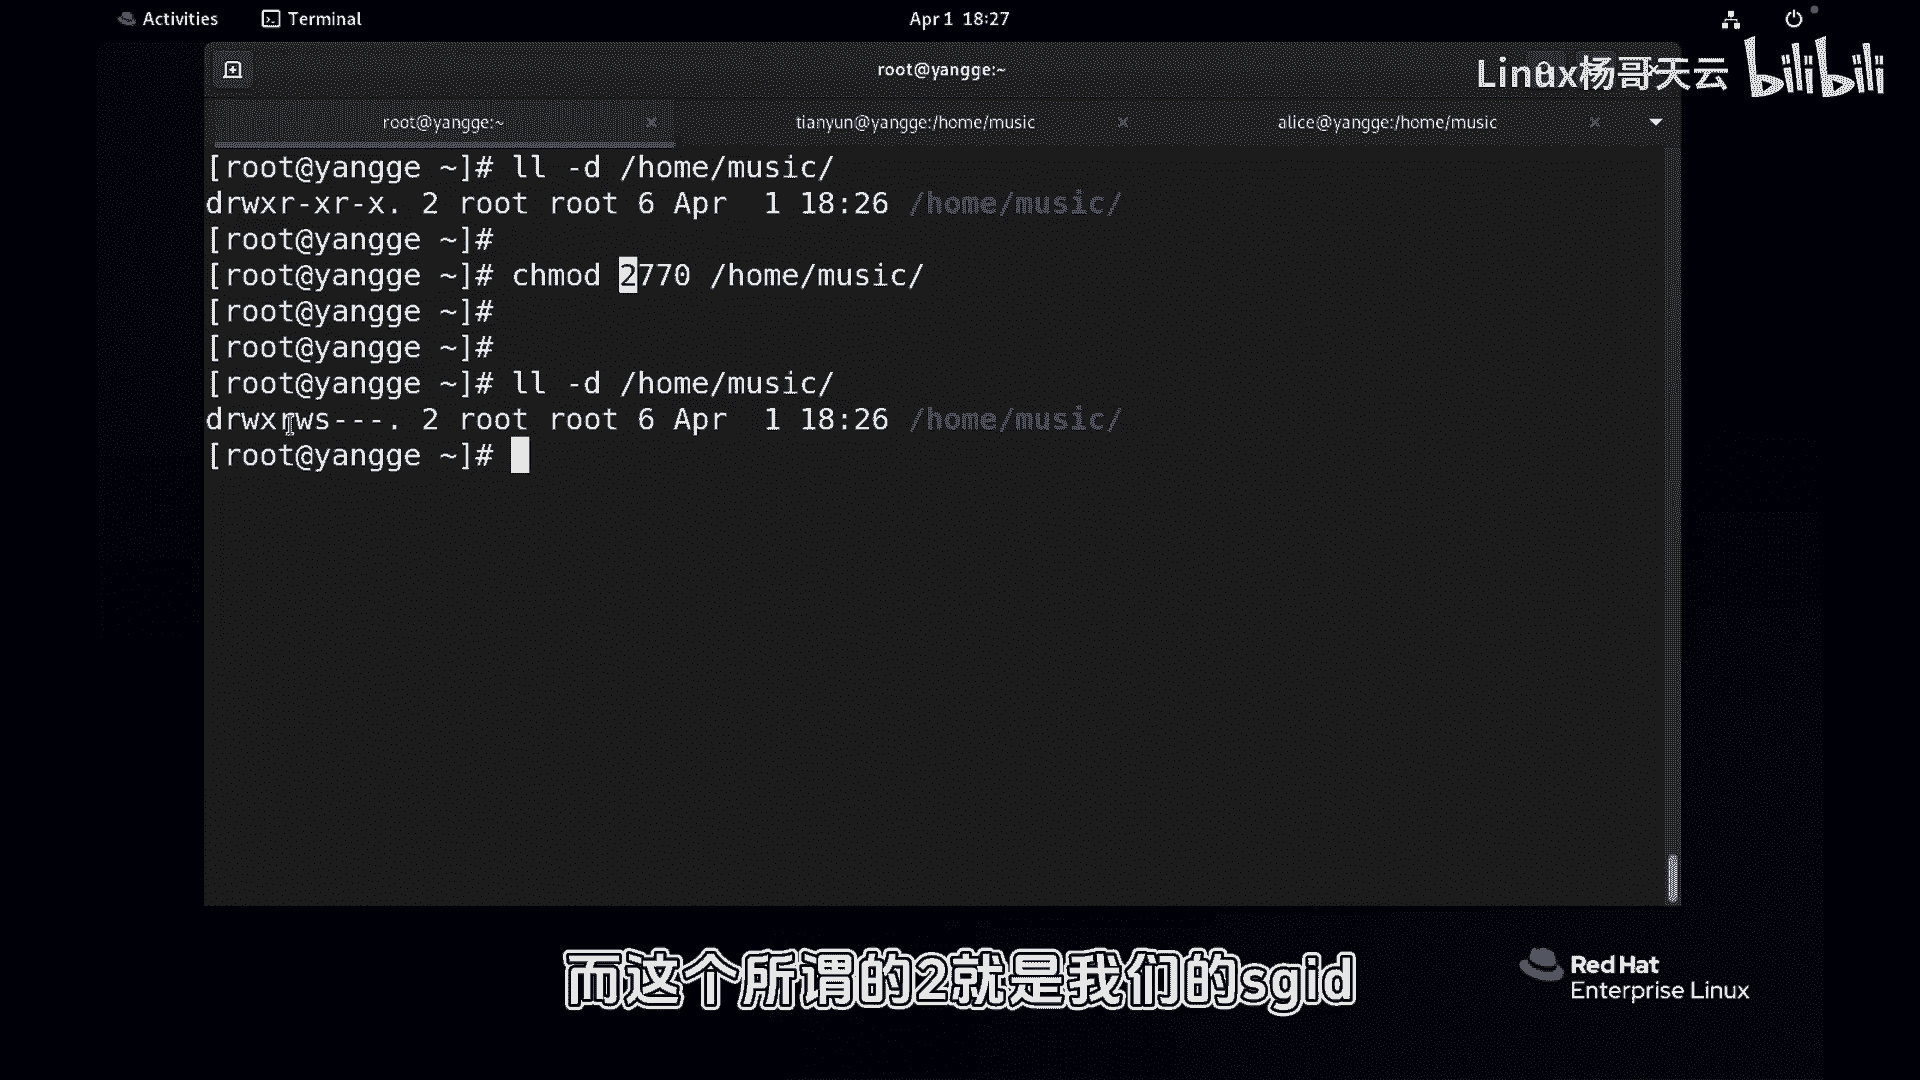 Activities
Terminal
Apr 1 18:27
root@yangge:~
Linux杨哥天云 bilibili
root@yangge:~
tianyun@yangge:/home/music
alice@yangge:/home/music
[root@yangge ~]# ll -d /home/music/
drwxr-xr-x. 2 root root 6 Apr  1 18:26 /home/music/
[root@yangge ~]#
[root@yangge ~]# chmod 2770 /home/music/
[root@yangge ~]#
[root@yangge ~]#
[root@yangge ~]# ll -d /home/music/
drwxrws---. 2 root root 6 Apr  1 18:26 /home/music/
[root@yangge ~]#
而这个所谓的2就是我们的sgid
Red Hat
Enterprise Linux